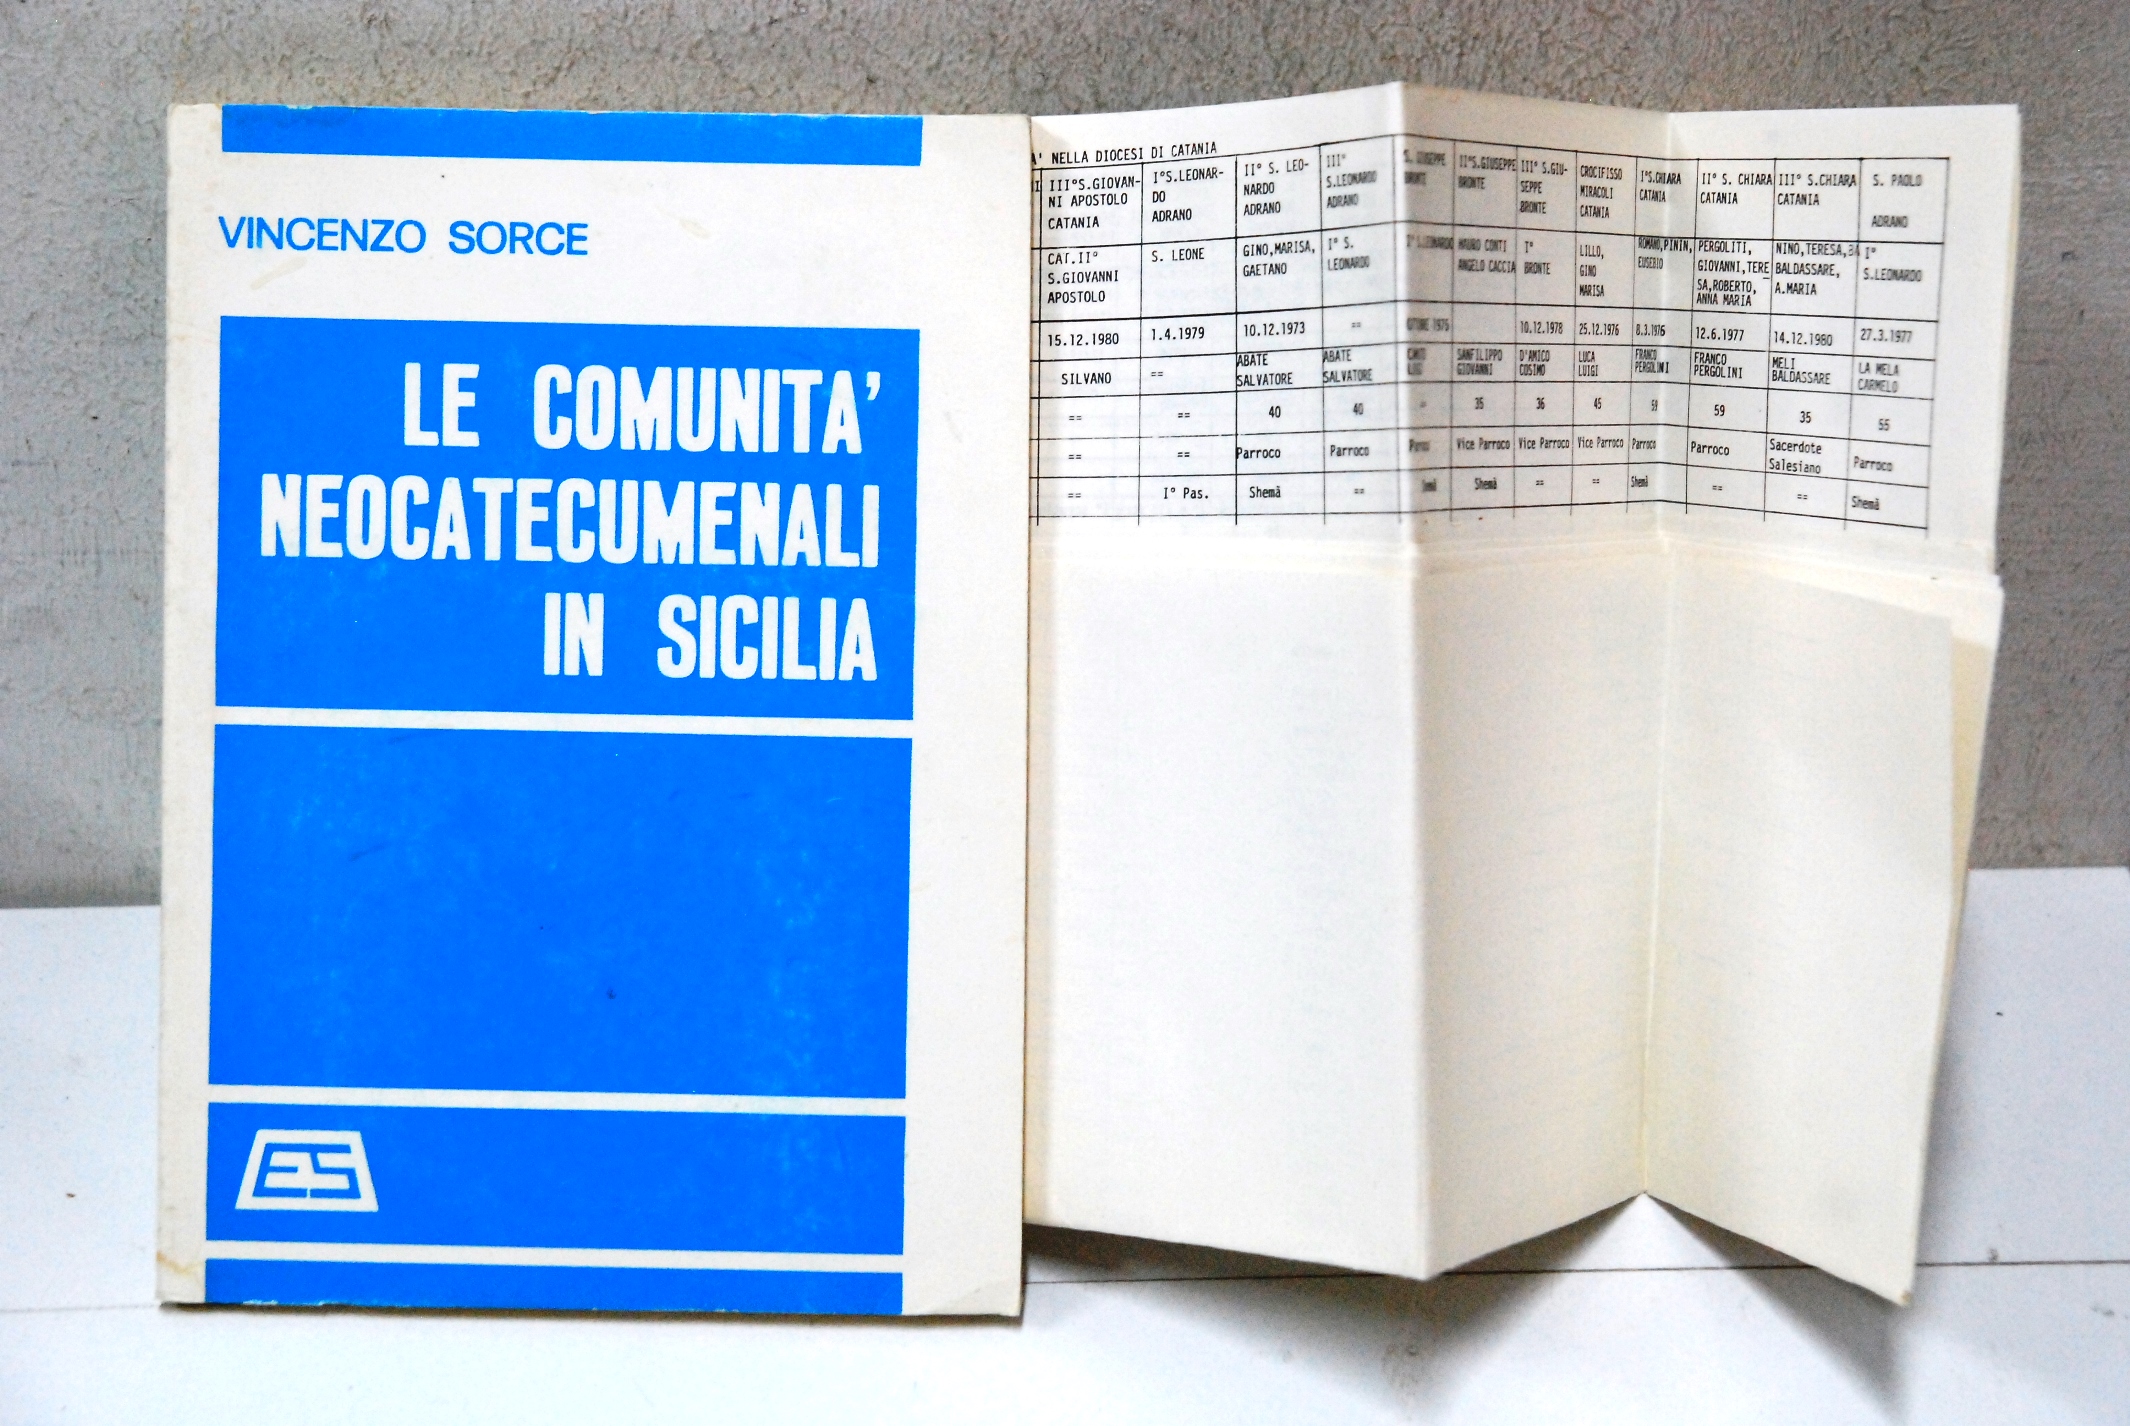 VINCENZO SORCE
LE COMUNITA'
NEOCATECUMENALI
IN SICILIA
ES
' NELLA DIOCESI DI CATANIA
III°S.GIOVAN- I°S.LEONAR- II° S. LEO- III° S. GIUSEPPE II°S.GIUSEPPE III° S.GIU- CROCIFISSO I°S.CHIARA II° S. CHIARA III° S.CHIARA S. PAOLO
NI APOSTOLO DO NARDO S.LEONARDO BRONTE BRONTE SEPPE MIRACOLI CATANIA CATANIA CATANIA
CATANIA ADRANO ADRANO ADRANO BRONTE CATANIA ADRANO
CAT.II° S. LEONE GINO,MARISA, I° S. I° S.LEONARDO MAURO CONTI I° LILLO, ROMANO,PININ, PERGOLITI, NINO,TERESA, I°
S.GIOVANNI GAETANO LEONARDO ANGELO CACCIA BRONTE GINO EUSEBIO GIOVANNI,TERE BALDASSARE, S.LEONARDO
APOSTOLO MARISA SA,ROBERTO, A.MARIA
ANNA MARIA
15.12.1980 1.4.1979 10.12.1973 == 1975 10.12.1978 25.12.1976 8.3.1976 12.6.1977 14.12.1980 27.3.1977
SILVANO == ABATE ABATE SANFILIPPO D'AMICO LUCA FRANCO FRANCO MELI LA MELA
SALVATORE SALVATORE GIOVANNI COSIMO LUIGI PERGOLINI PERGOLINI BALDASSARE CARMELO
== == 40 40 = 35 36 45 59 59 35 55
== == Parroco Parroco Parroco Vice Parroco Vice Parroco Vice Parroco Parroco Parroco Sacerdote Parroco
Salesiano
== I° Pas. Shemà == Shemà == == Shemà == == Shemà